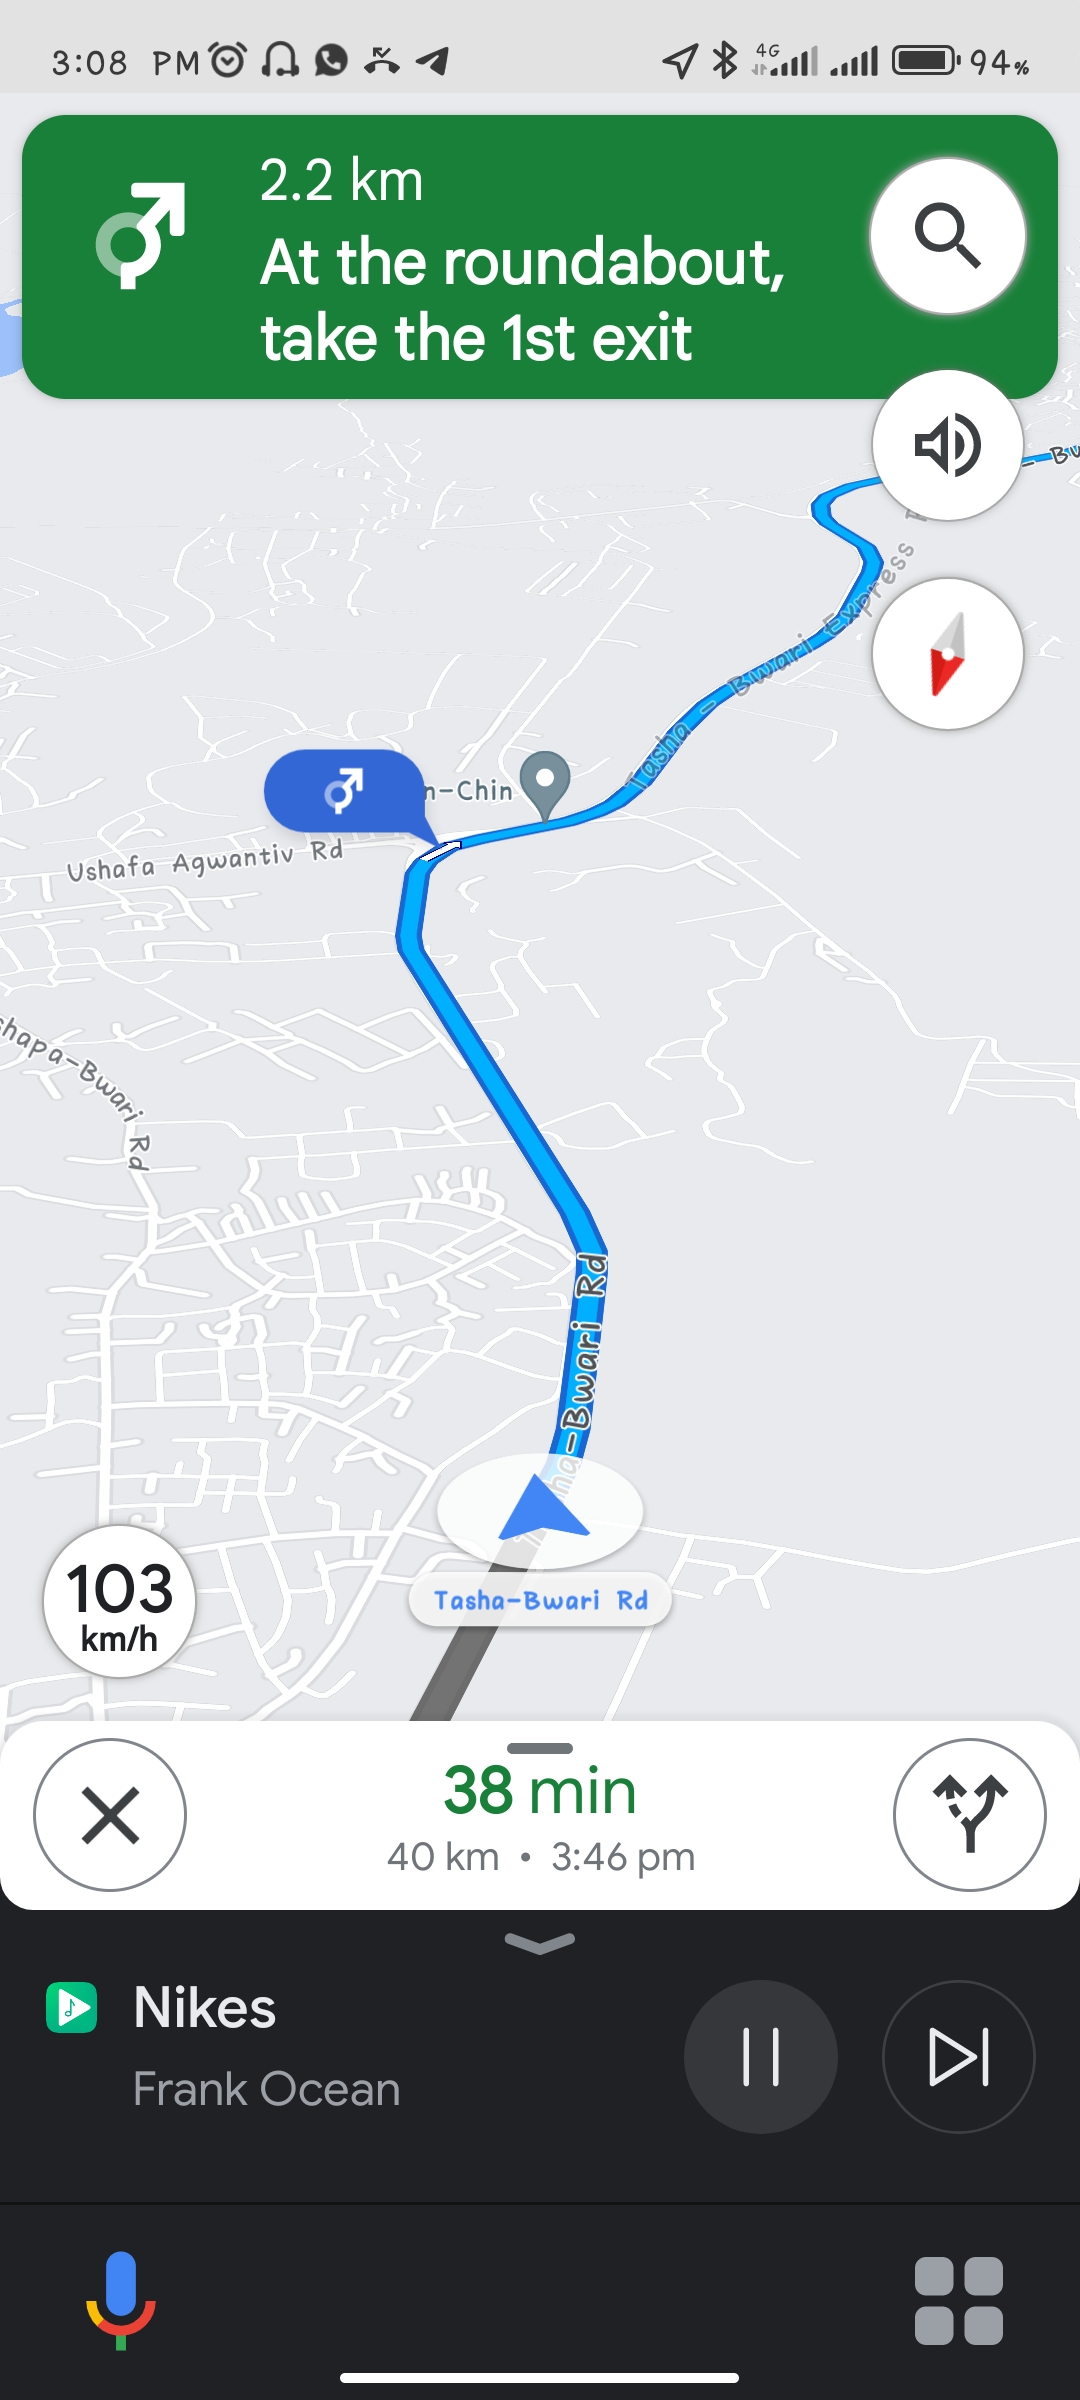 3:08 PM
4G
94%
2.2 km
At the roundabout,
take the 1st exit
Tasha - Bwari Express
n-Chin
Ushafa Agwantiv Rd
shapa-Bwari Rd
ha-Bwari Rd
Tasha-Bwari Rd
103
km/h
38 min
40 km • 3:46 pm
Nikes
Frank Ocean